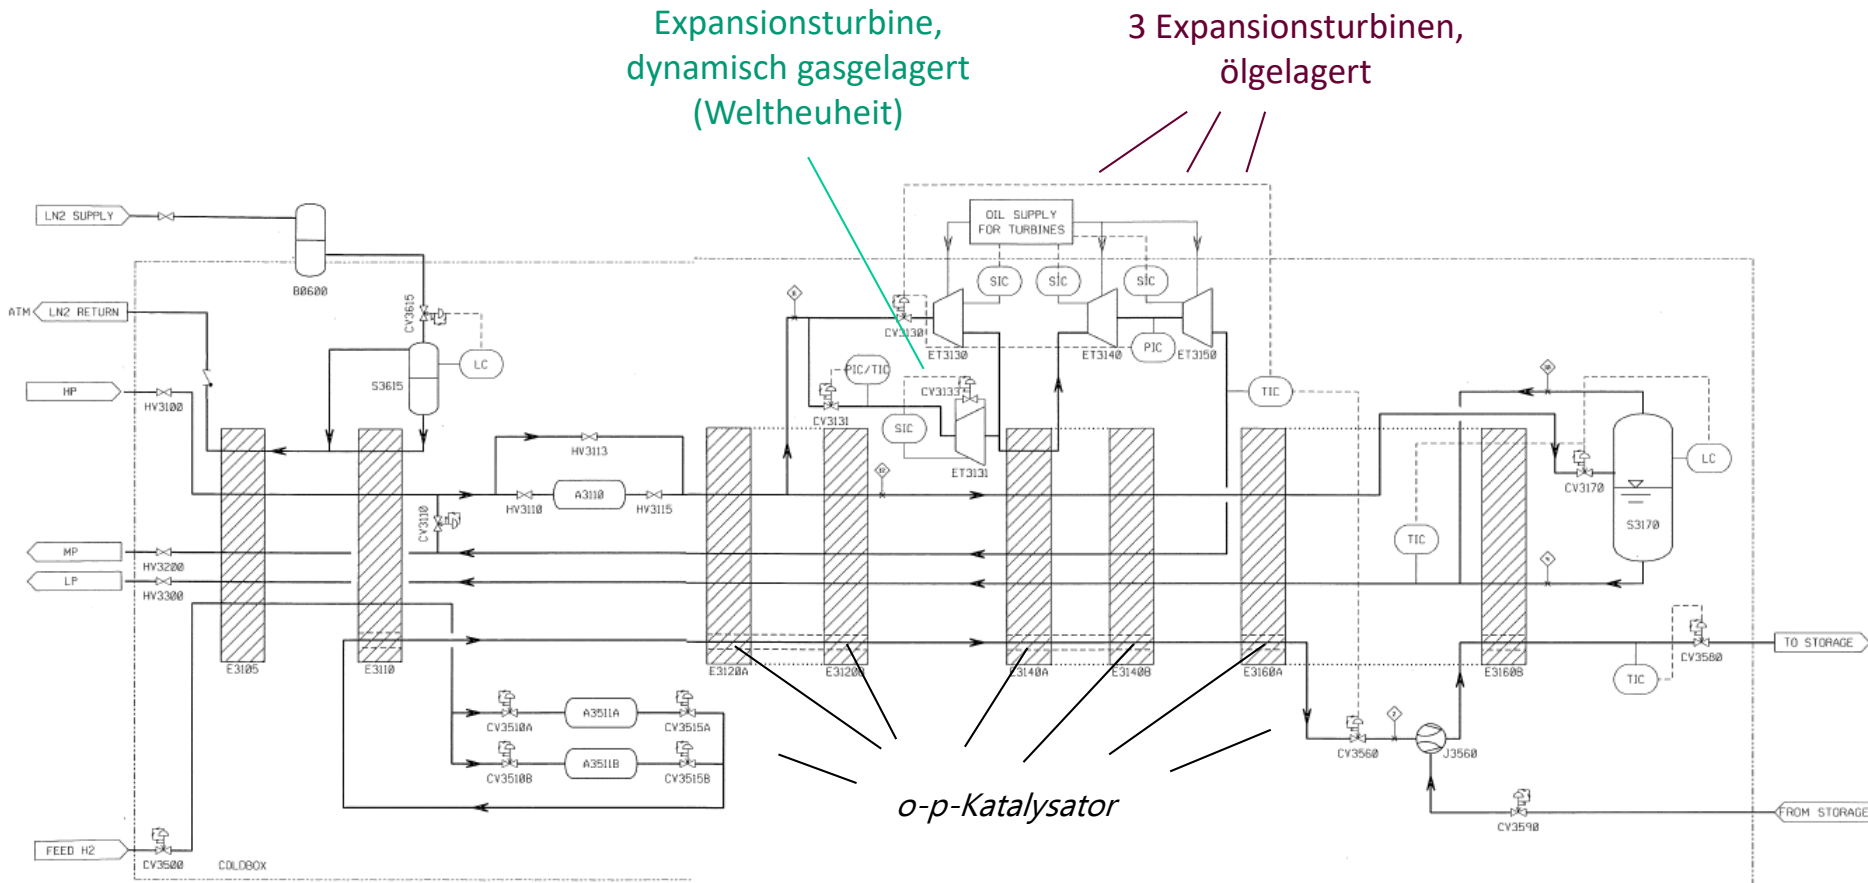 Expansionsturbine,
dynamisch gasgelagert
(Weltheuheit)
3 Expansionsturbinen,
ölgelagert
LN2 SUPPLY
B0600
OIL SUPPLY
FOR TURBINES
SIC
SIC
SIC
ATM
LN2 RETURN
CV3615
LC
S3615
CV3130
ET3130
ET3140
PIC
ET3150
HP
HV3100
PIC/TIC
CV3133
TIC
CV3131
SIC
ET3131
HV3113
HV3110
A3110
HV3115
CV3110
CV3170
LC
S3170
TIC
MP
HV3200
LP
HV3300
E3105
E3110
E3120A
E3120B
E3140A
E3140B
E3160A
E3160B
TO STORAGE
CV3580
TIC
CV3510A
A3511A
CV3515A
CV3510B
A3511B
CV3515B
CV3560
J3560
o-p-Katalysator
FROM STORAGE
CV3590
FEED H2
CV3500
COLDBOX